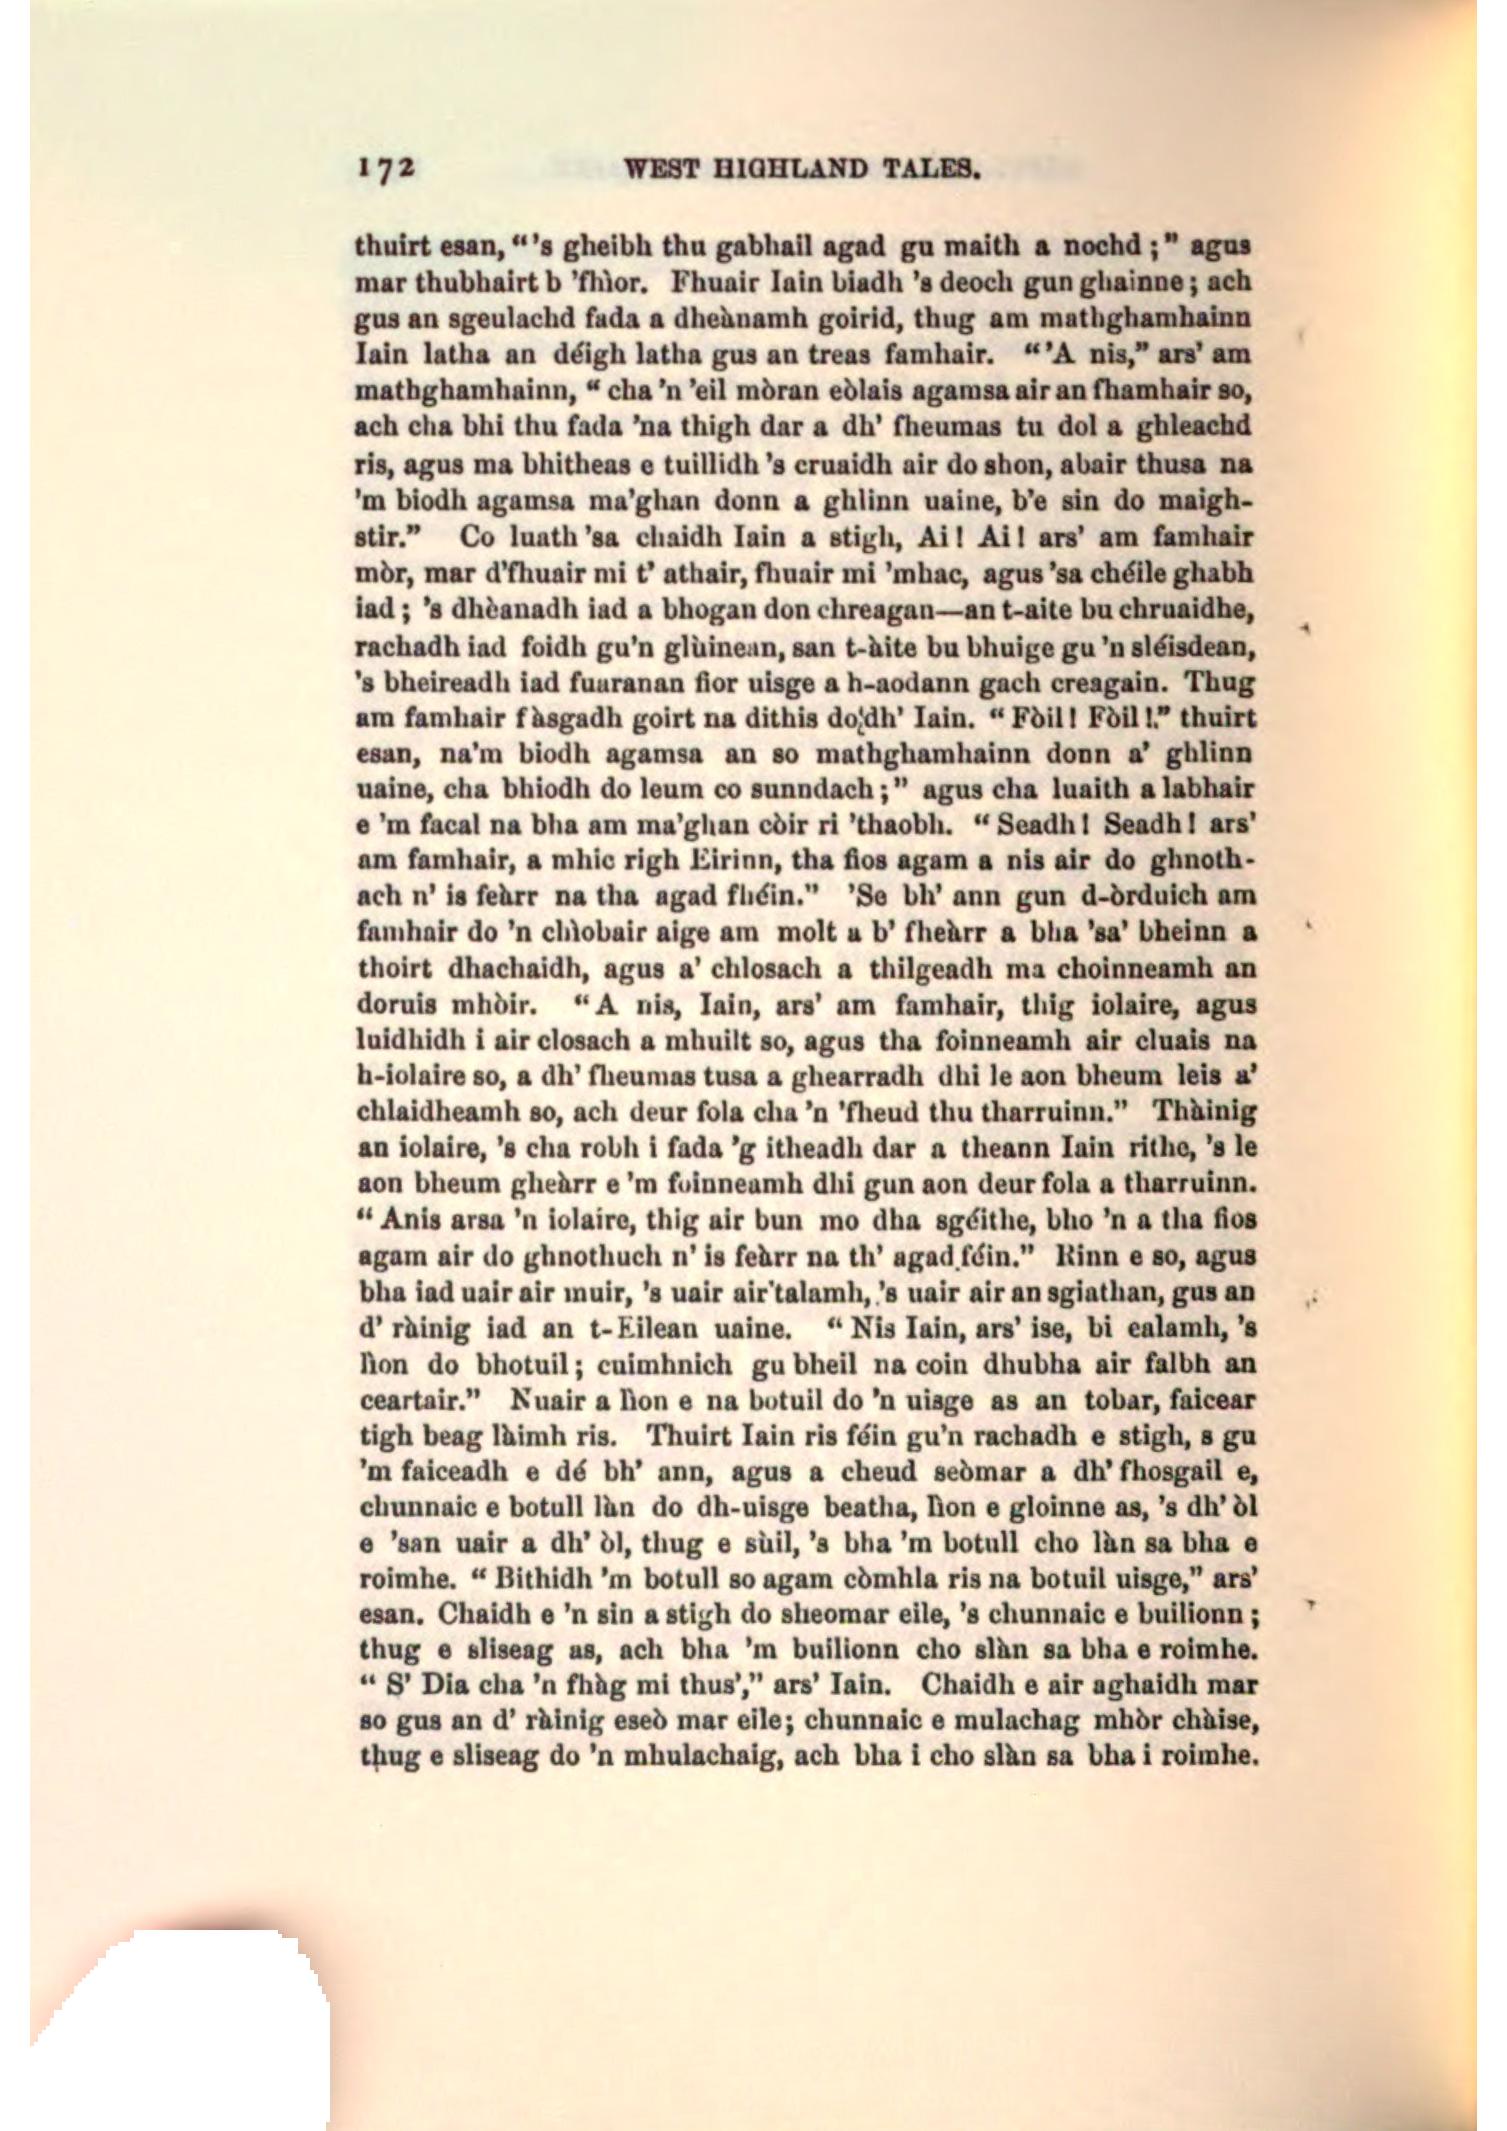 172 WEST HIGHLAND TALES.
thuirt esan, “’s gheibh thu gabhail agad gu maith a nochd ;” agus
mar thubhairt b ’fhìor. Fhuair Iain biadh ’s deoch gun ghainne ; ach
gus an sgeulachd fada a dheànamh goirid, thug am mathghamhainn
Iain latha an déigh latha gus an treas famhair. “’A nis,” ars’ am
mathghamhainn, “ cha ’n ’eil mòran eòlais agamsa air an fhamhair so,
ach cha bhi thu fada ’na thigh dar a dh’ fheumas tu dol a ghleachd
ris, agus ma bhitheas e tuillidh ’s cruaidh air do shon, abair thusa na
’m biodh agamsa ma’ghan donn a ghlinn uaine, b’e sin do maigh-
stir.” Co luath ’sa chaidh Iain a stigh, Ai ! Ai ! ars’ am famhair
mòr, mar d’fhuair mi t’ athair, fhuair mi ’mhac, agus ’sa chéile ghabh
iad ; ’s dhèanadh iad a bhogan don chreagan—an t-aite bu chruaidhe,
rachadh iad foidh gu’n glùinean, san t-àite bu bhuige gu ’n sléisdean,
’s bheireadh iad fuaranan fior uisge a h-aodann gach creagain. Thug
am famhair fàsgadh goirt na dithis do dh’ Iain. “ Fòil ! Fòil !” thuirt
esan, na’m biodh agamsa an so mathghamhainn donn a’ ghlinn
uaine, cha bhiodh do leum co sunndach ;” agus cha luaith a labhair
e ’m facal na bha am ma’ghan còir ri ’thaobh. “ Seadh ! Seadh ! ars’
am famhair, a mhic righ Eirinn, tha fios agam a nis air do ghnoth-
ach n’ is feàrr na tha agad fhéin.” ’Se bh’ ann gun d-òrduich am
famhair do ’n chìobair aige am molt a b’ fheàrr a bha ’sa’ bheinn a
thoirt dhachaidh, agus a’ chlosach a thilgeadh ma choinneamh an
doruis mhòir. “ A nis, Iain, ars’ am famhair, thig iolaire, agus
luidhidh i air closach a mhuilt so, agus tha foinneamh air cluais na
h-iolaire so, a dh’ fheumas tusa a ghearradh dhi le aon bheum leis a’
chlaidheamh so, ach deur fola cha ’n ’fheud thu tharruinn.” Thàinig
an iolaire, ’s cha robh i fada ’g itheadh dar a theann Iain rithe, ’s le
aon bheum gheàrr e ’m foinneamh dhi gun aon deur fola a tharruinn.
“ Anis arsa ’n iolaire, thig air bun mo dha sgéithe, bho ’n a tha fios
agam air do ghnothuch n’ is feàrr na th’ agad féin.” Rinn e so, agus
bha iad uair air muir, ’s uair air talamh, ’s uair air an sgiathan, gus an
d’ ràinig iad an t-Eilean uaine. “ Nis Iain, ars’ ise, bi ealamh, ’s
lìon do bhotuil ; cuimhnich gu bheil na coin dhubha air falbh an
ceartair.” Nuair a lìon e na botuil do ’n uisge as an tobar, faicear
tigh beag làimh ris. Thuirt Iain ris féin gu’n rachadh e stigh, s gu
’m faiceadh e dé bh’ ann, agus a cheud seòmar a dh’ fhosgail e,
chunnaic e botull làn do dh-uisge beatha, lìon e gloinne as, ’s dh’ òl
e ’san uair a dh’ òl, thug e sùil, ’s bha ’m botull cho làn sa bha e
roimhe. “ Bithidh ’m botull so agam còmhla ris na botuil uisge,” ars’
esan. Chaidh e ’n sin a stigh do sheomar eile, ’s chunnaic e builionn ;
thug e sliseag as, ach bha ’m builionn cho slàn sa bha e roimhe.
“ S’ Dia cha ’n fhàg mi thus’,” ars’ Iain. Chaidh e air aghaidh mar
so gus an d’ ràinig eseò mar eile ; chunnaic e mulachag mhòr chàise,
thug e sliseag do ’n mhulachaig, ach bha i cho slàn sa bha i roimhe.